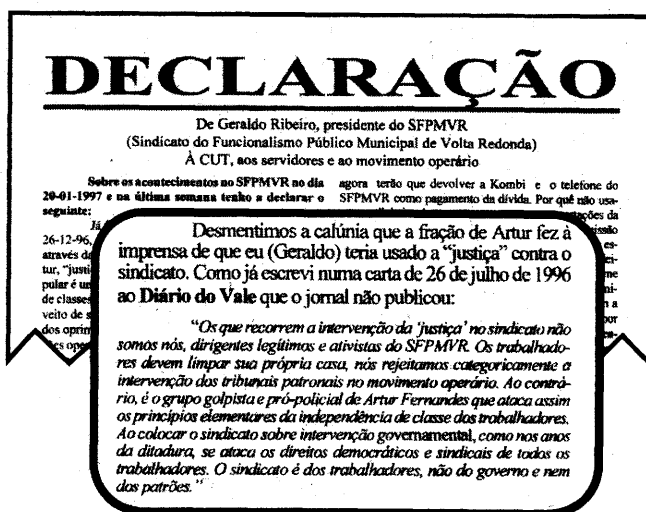 DECLARAÇÃO
De Geraldo Ribeiro, presidente do SFPMVR
(Sindicato do Funcionalismo Público Municipal de Volta Redonda)
À CUT, aos servidores e ao movimento operário
Sobre os acontecimentos no SFPMVR no dia
20-01-1997 e na última semana tenho a declarar o
seguinte:
26-12-96,
através da
tur, "justi
pular é um
de classes
veito de s
dos oprim
agora terão que devolver a Kombi e o telefone do
SFPMVR como pagamento da dívida. Por quê não usa-
Desmentimos a calúnia que a fração de Artur fez à
imprensa de que eu (Geraldo) teria usado a "justiça" contra o
sindicato. Como já escrevi numa carta de 26 de julho de 1996
ao Diário do Vale que o jornal não publicou:
"Os que recorrem a intervenção da 'justiça' no sindicato não
somos nós, dirigentes legítimos e ativistas do SFPMVR. Os trabalhado-
res devem limpar sua própria casa, nós rejeitamos categoricamente a
intervenção dos tribunais patronais no movimento operário. Ao contrá-
rio, é o grupo golpista e pró-policial de Artur Fernandes que ataca assim
os princípios elementares da independência de classe dos trabalhadores.
Ao colocar o sindicato sobre intervenção governamental, como nos anos
da ditadura, se ataca os direitos democráticos e sindicais de todos os
trabalhadores. O sindicato é dos trabalhadores, não do governo e nem
dos patrões."